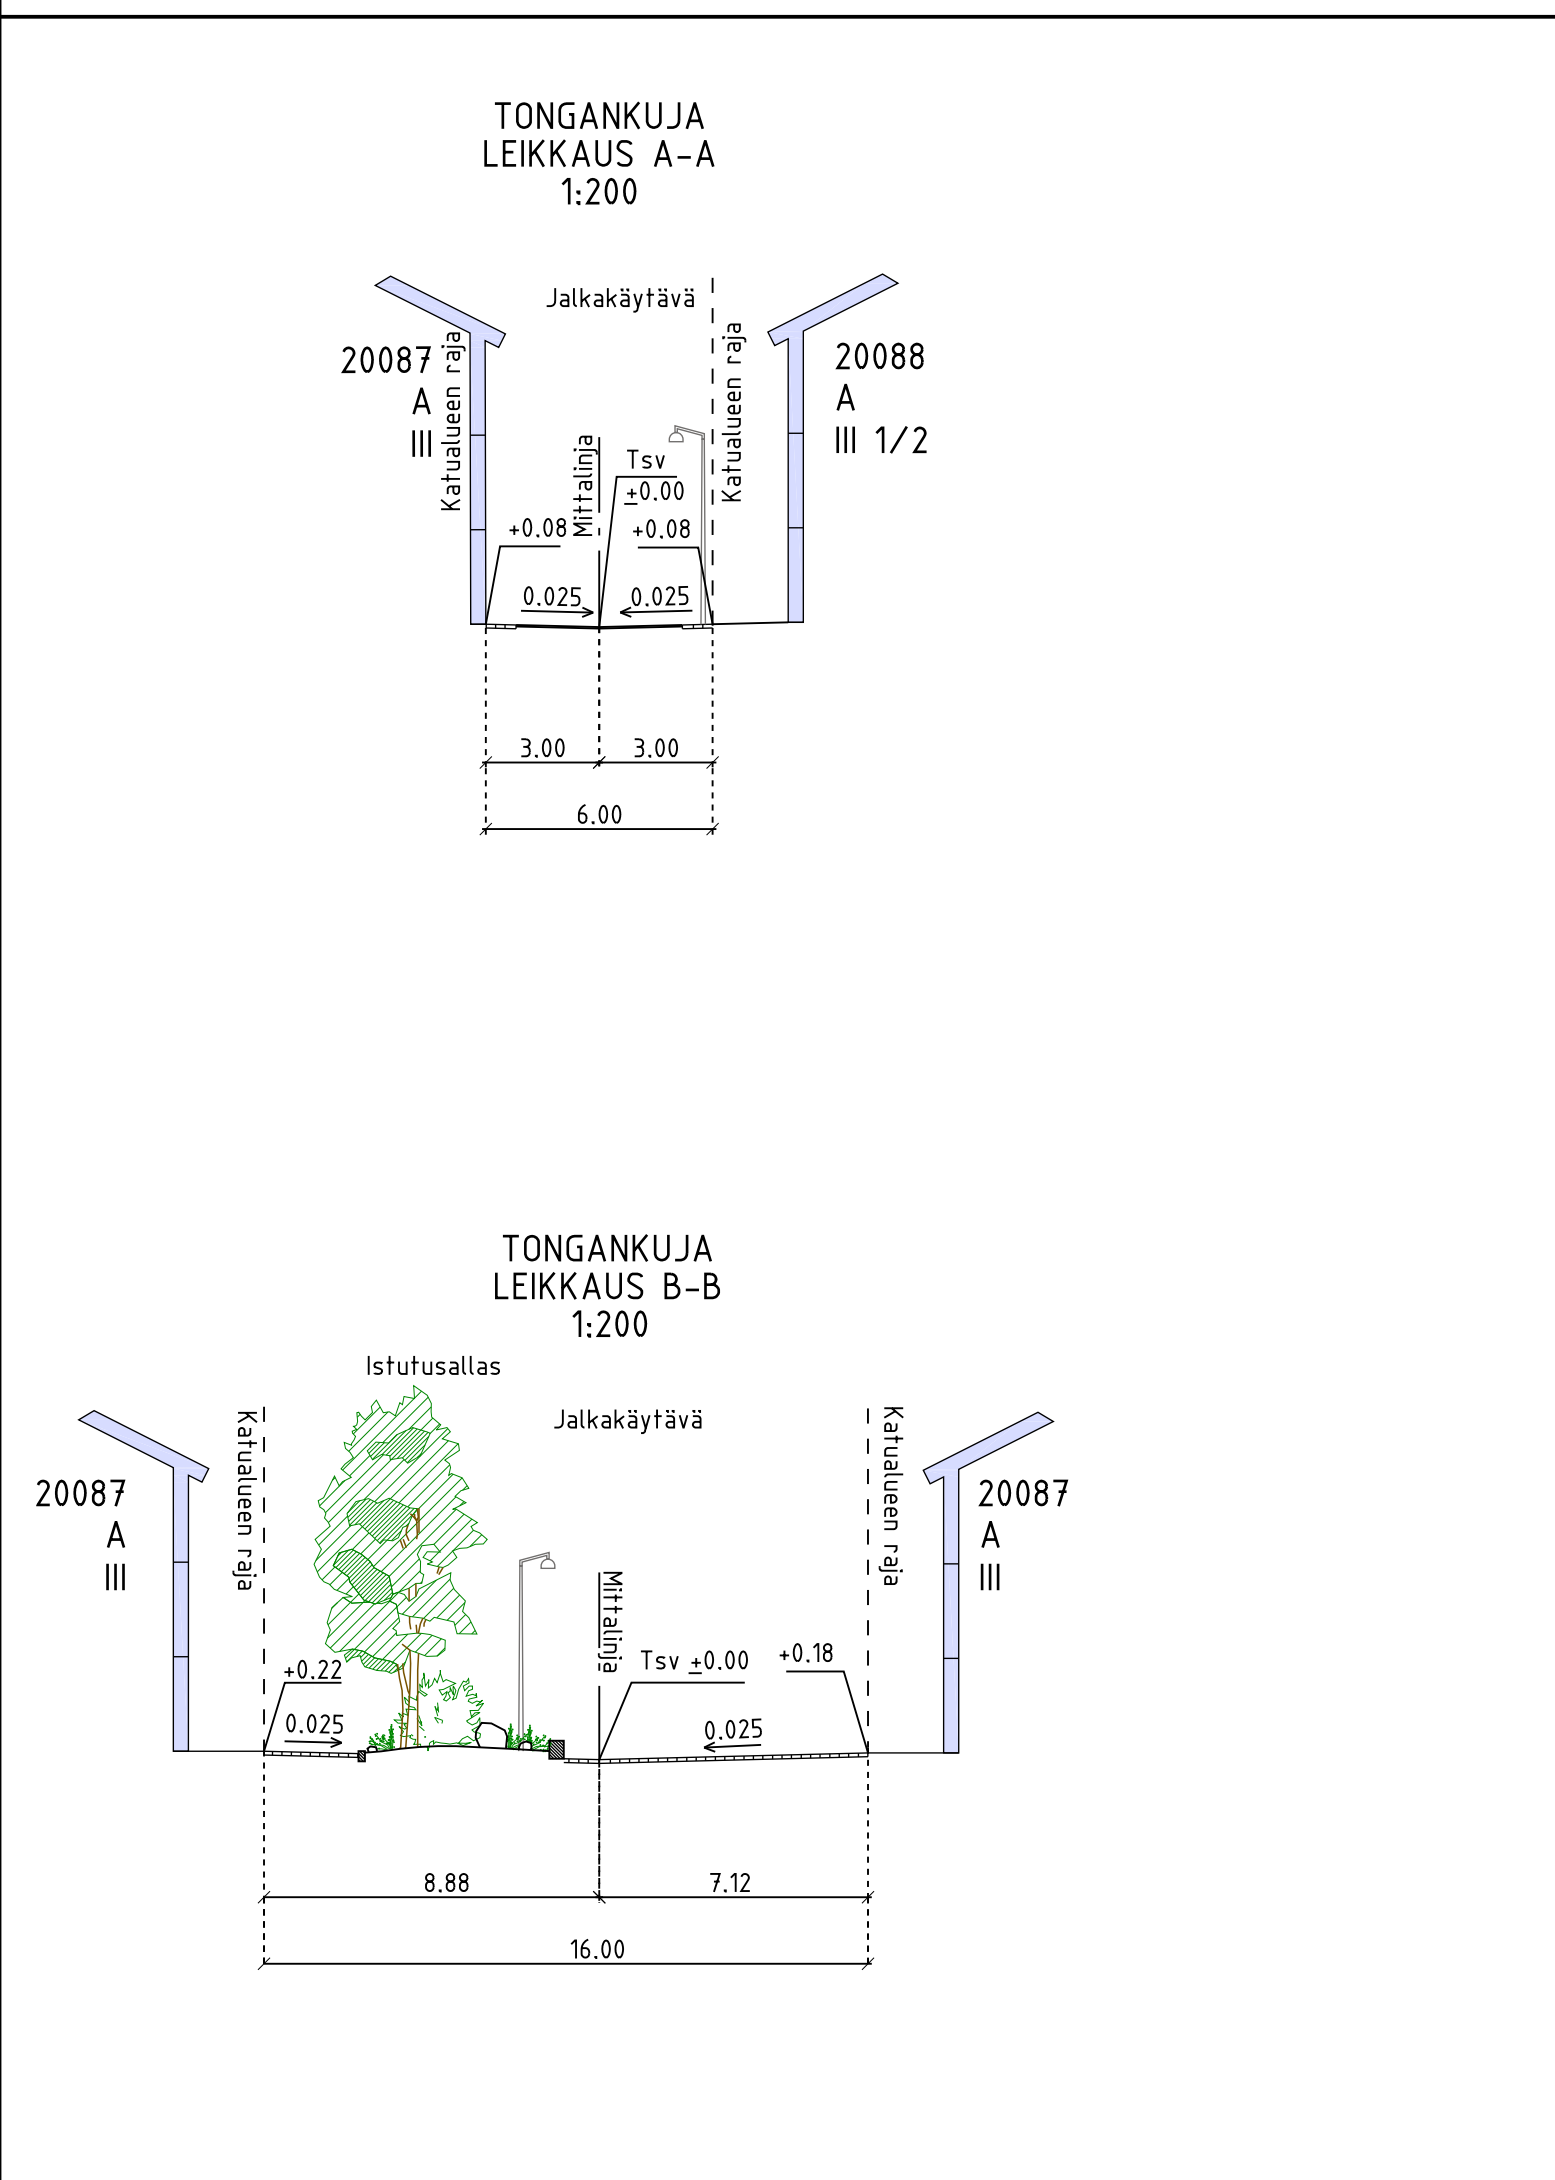 TONGANKUJA
LEIKKAUS A-A
1:200
Jalkakäytävä
20087
A
III
Katualueen raja
Mittalinja
Tsv
±0.00
Katualueen raja
20088
A
III 1/2
+0.08
+0.08
0.025
0.025
3.00
3.00
6.00
TONGANKUJA
LEIKKAUS B-B
1:200
Istutusallas
Jalkakäytävä
20087
A
III
Katualueen raja
Katualueen raja
20087
A
III
Mittalinja
+0.22
Tsv ±0.00
+0.18
0.025
0.025
8.88
7.12
16.00